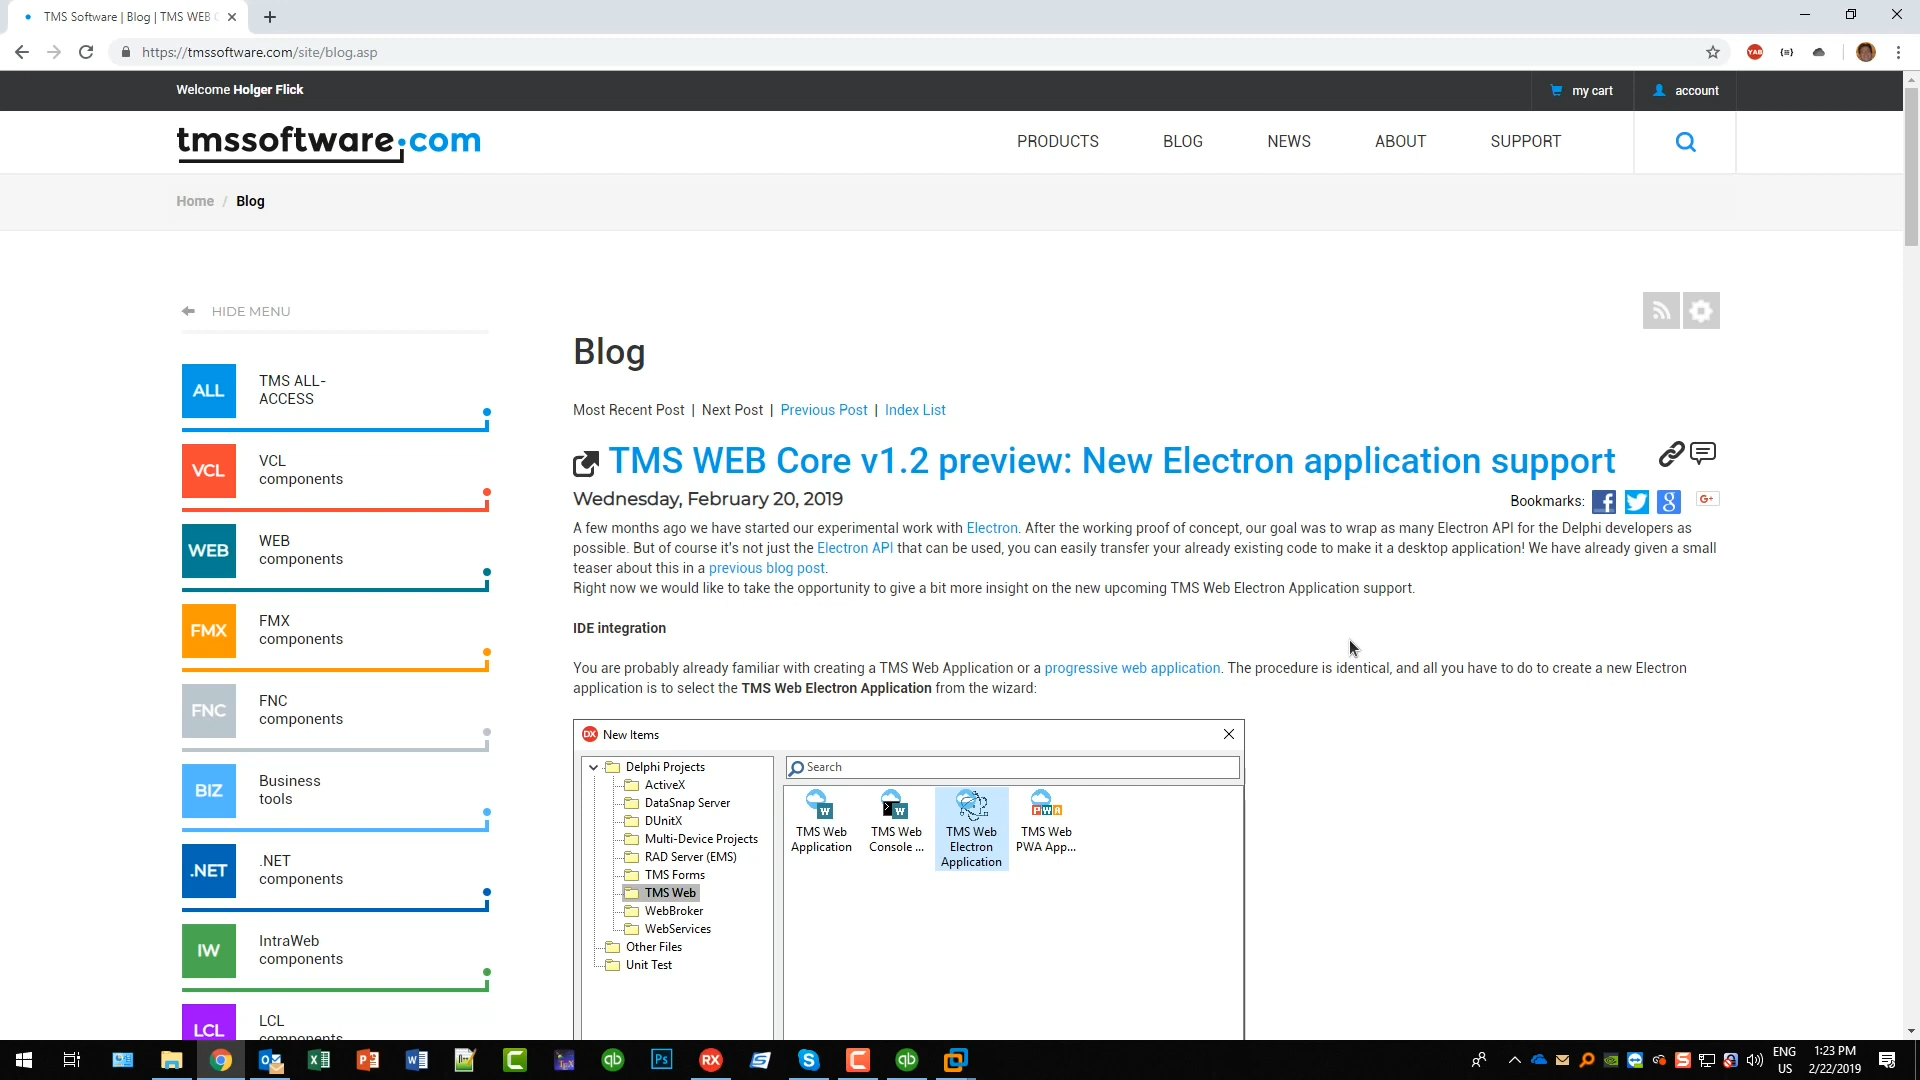 TMS Software | Blog | TMS WEB C
https://tmssoftware.com/site/blog.asp
Welcome Holger Flick
my cart
account
tmssoftware.com
PRODUCTS
BLOG
NEWS
ABOUT
SUPPORT
Home / Blog
HIDE MENU
ALL
TMS ALL-
ACCESS
VCL
VCL
components
WEB
WEB
components
FMX
FMX
components
FNC
FNC
components
BIZ
Business
tools
.NET
.NET
components
IW
IntraWeb
components
LCL
LCL
components
Blog
Most Recent Post | Next Post | Previous Post | Index List
TMS WEB Core v1.2 preview: New Electron application support
Wednesday, February 20, 2019
Bookmarks:
G+
A few months ago we have started our experimental work with Electron. After the working proof of concept, our goal was to wrap as many Electron API for the Delphi developers as
possible. But of course it's not just the Electron API that can be used, you can easily transfer your already existing code to make it a desktop application! We have already given a small
teaser about this in a previous blog post.
Right now we would like to take the opportunity to give a bit more insight on the new upcoming TMS Web Electron Application support.
IDE integration
You are probably already familiar with creating a TMS Web Application or a progressive web application. The procedure is identical, and all you have to do to create a new Electron
application is to select the TMS Web Electron Application from the wizard:
DX New Items
Delphi Projects
ActiveX
DataSnap Server
DUnitX
Multi-Device Projects
RAD Server (EMS)
TMS Forms
TMS Web
WebBroker
WebServices
Other Files
Unit Test
Search
TMS Web
Application
TMS Web
Console ...
TMS Web
Electron
Application
TMS Web
PWA App...
ENG
US
1:23 PM
2/22/2019